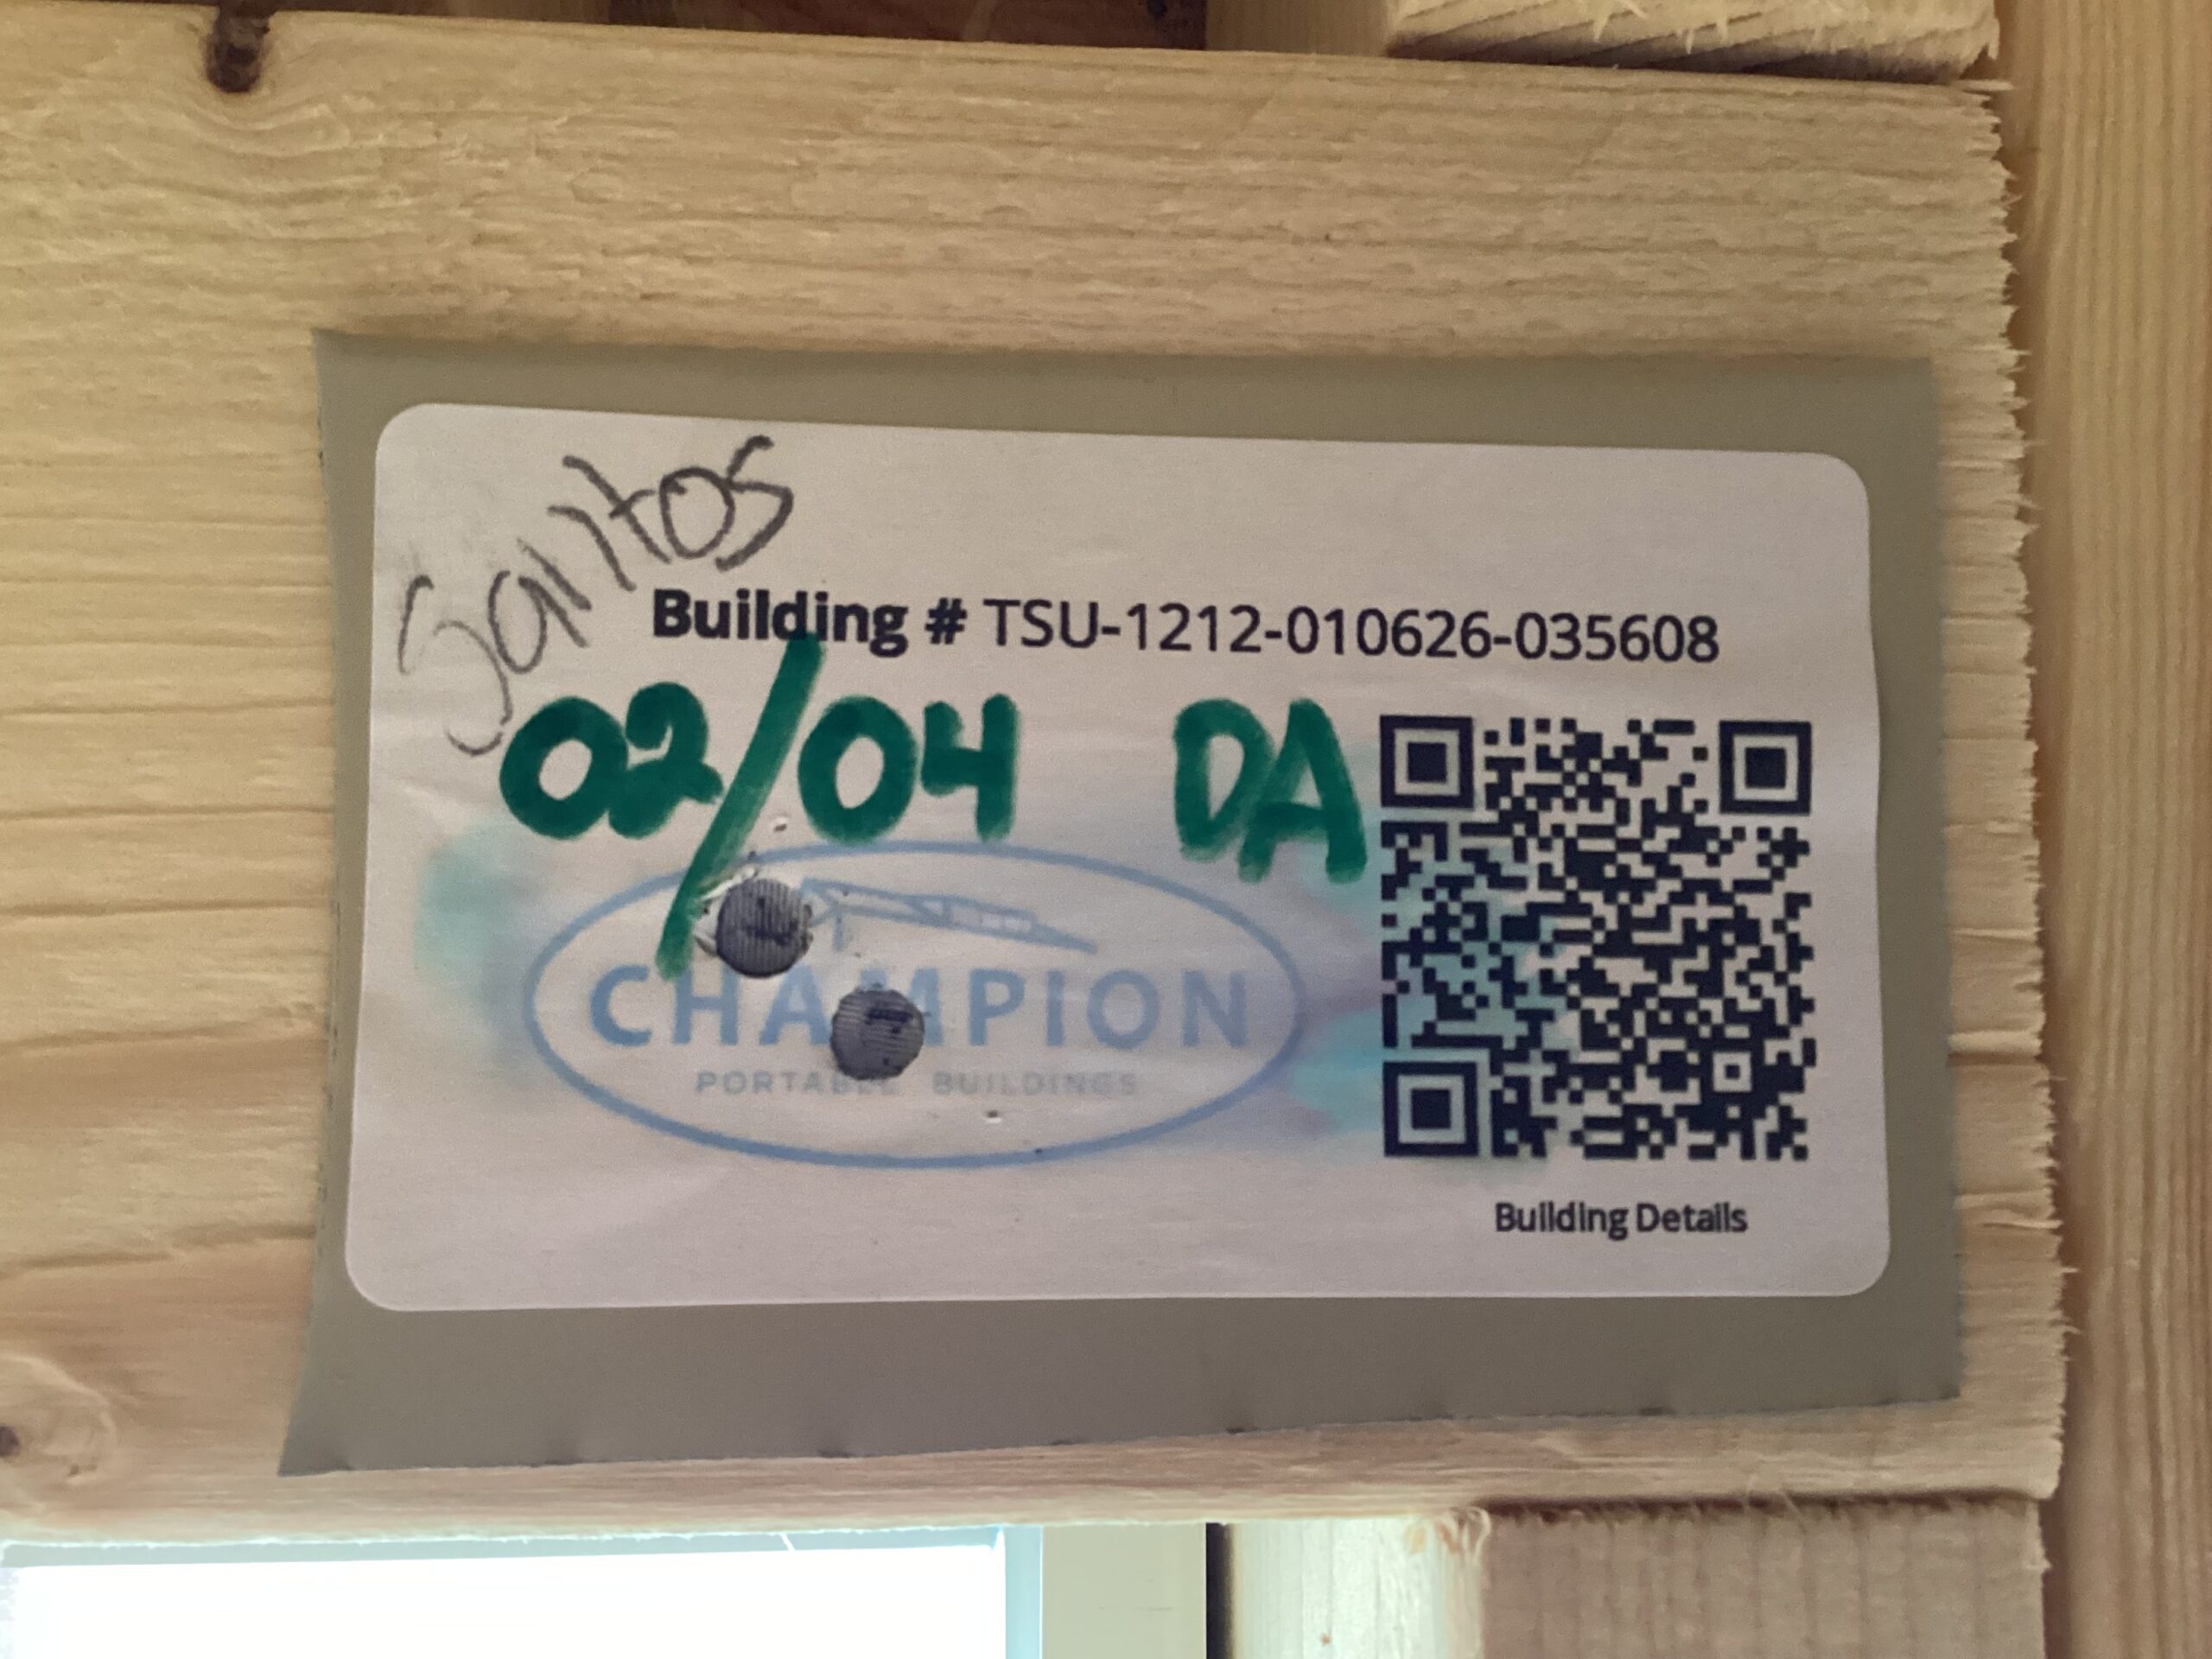 Santos
Building # TSU-1212-010626-035608
02/04 DA
CHAMPION
PORTABLE BUILDINGS
Building Details